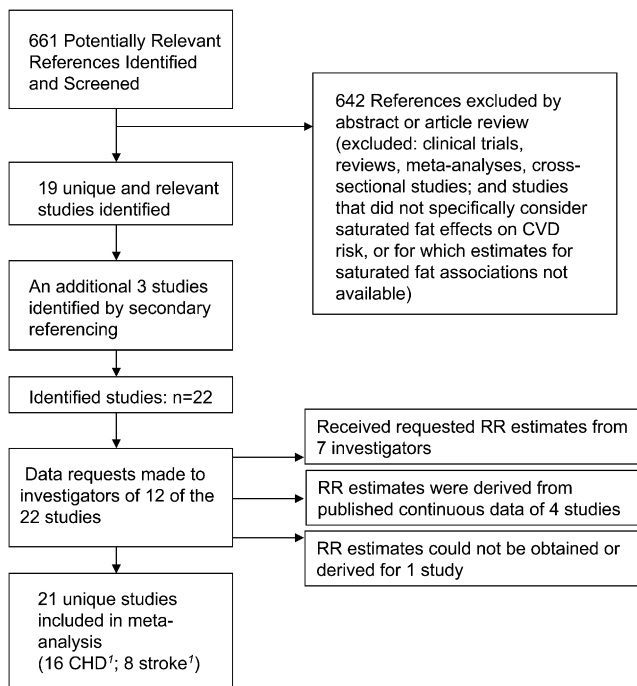 661 Potentially Relevant
References Identified
and Screened
642 References excluded by
abstract or article review
(excluded: clinical trials,
reviews, meta-analyses, cross-
sectional studies; and studies
that did not specifically consider
saturated fat effects on CVD
risk, or for which estimates for
saturated fat associations not
available)
19 unique and relevant
studies identified
An additional 3 studies
identified by secondary
referencing
Identified studies: n=22
Data requests made to
investigators of 12 of the
22 studies
Received requested RR estimates from
7 investigators
RR estimates were derived from
published continuous data of 4 studies
RR estimates could not be obtained or
derived for 1 study
21 unique studies
included in meta-
analysis
(16 CHD¹; 8 stroke¹)